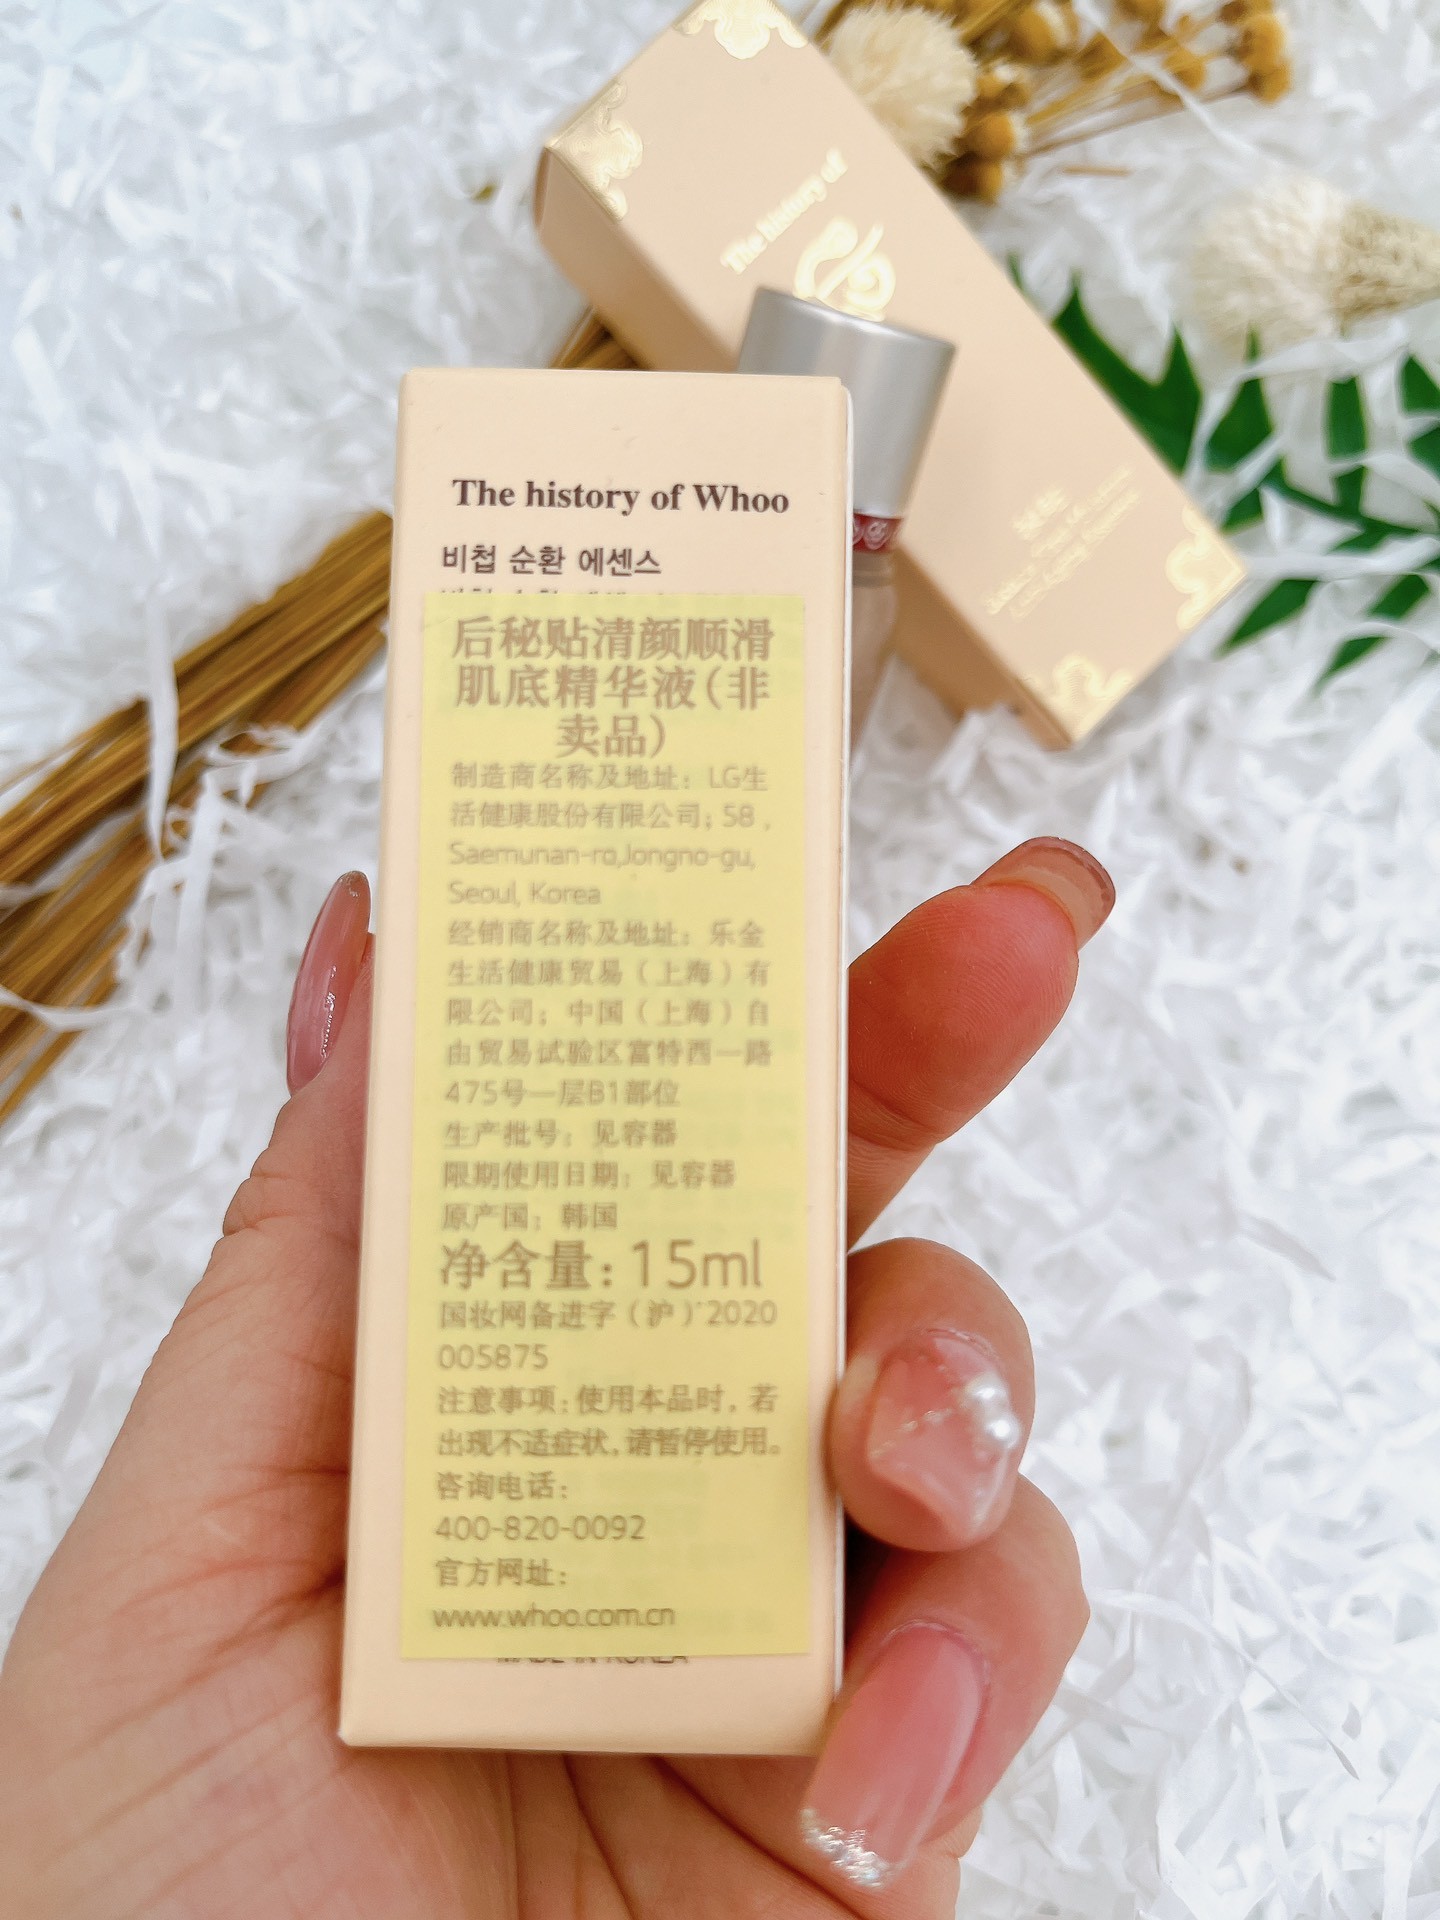 The history of
The history of Whoo
비첩 순환 에센스
后秘贴清颜顺滑
肌底精华液(非
卖品)
制造商名称及地址：LG生
活健康股份有限公司；58，
Saemunan-ro,Jongno-gu,
Seoul, Korea
经销商名称及地址：乐金
生活健康贸易（上海）有
限公司；中国（上海）自
由贸易试验区富特西一路
475号一层B1部位
生产批号：见容器
限期使用日期：见容器
原产国：韩国
净含量：15ml
国妆网备进字（沪）2020
005875
注意事项：使用本品时，若
出现不适症状，请暂停使用。
咨询电话：
400-820-0092
官方网址：
www.whoo.com.cn
MADE IN KOREA